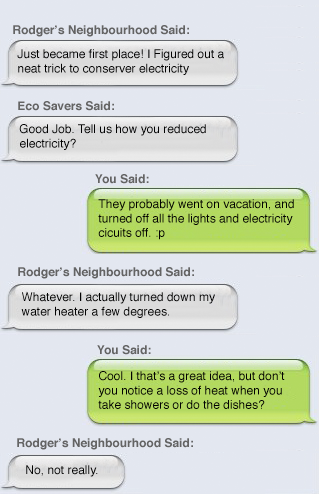 Rodger's Neighbourhood Said:
Just became first place! I Figured out a
neat trick to conserver electricity
Eco Savers Said:
Good Job. Tell us how you reduced
electricity?
You Said:
They probably went on vacation, and
turned off all the lights and electricity
cicuits off. :p
Rodger's Neighbourhood Said:
Whatever. I actually turned down my
water heater a few degrees.
You Said:
Cool. I that's a great idea, but don't
you notice a loss of heat when you
take showers or do the dishes?
Rodger's Neighbourhood Said:
No, not really.